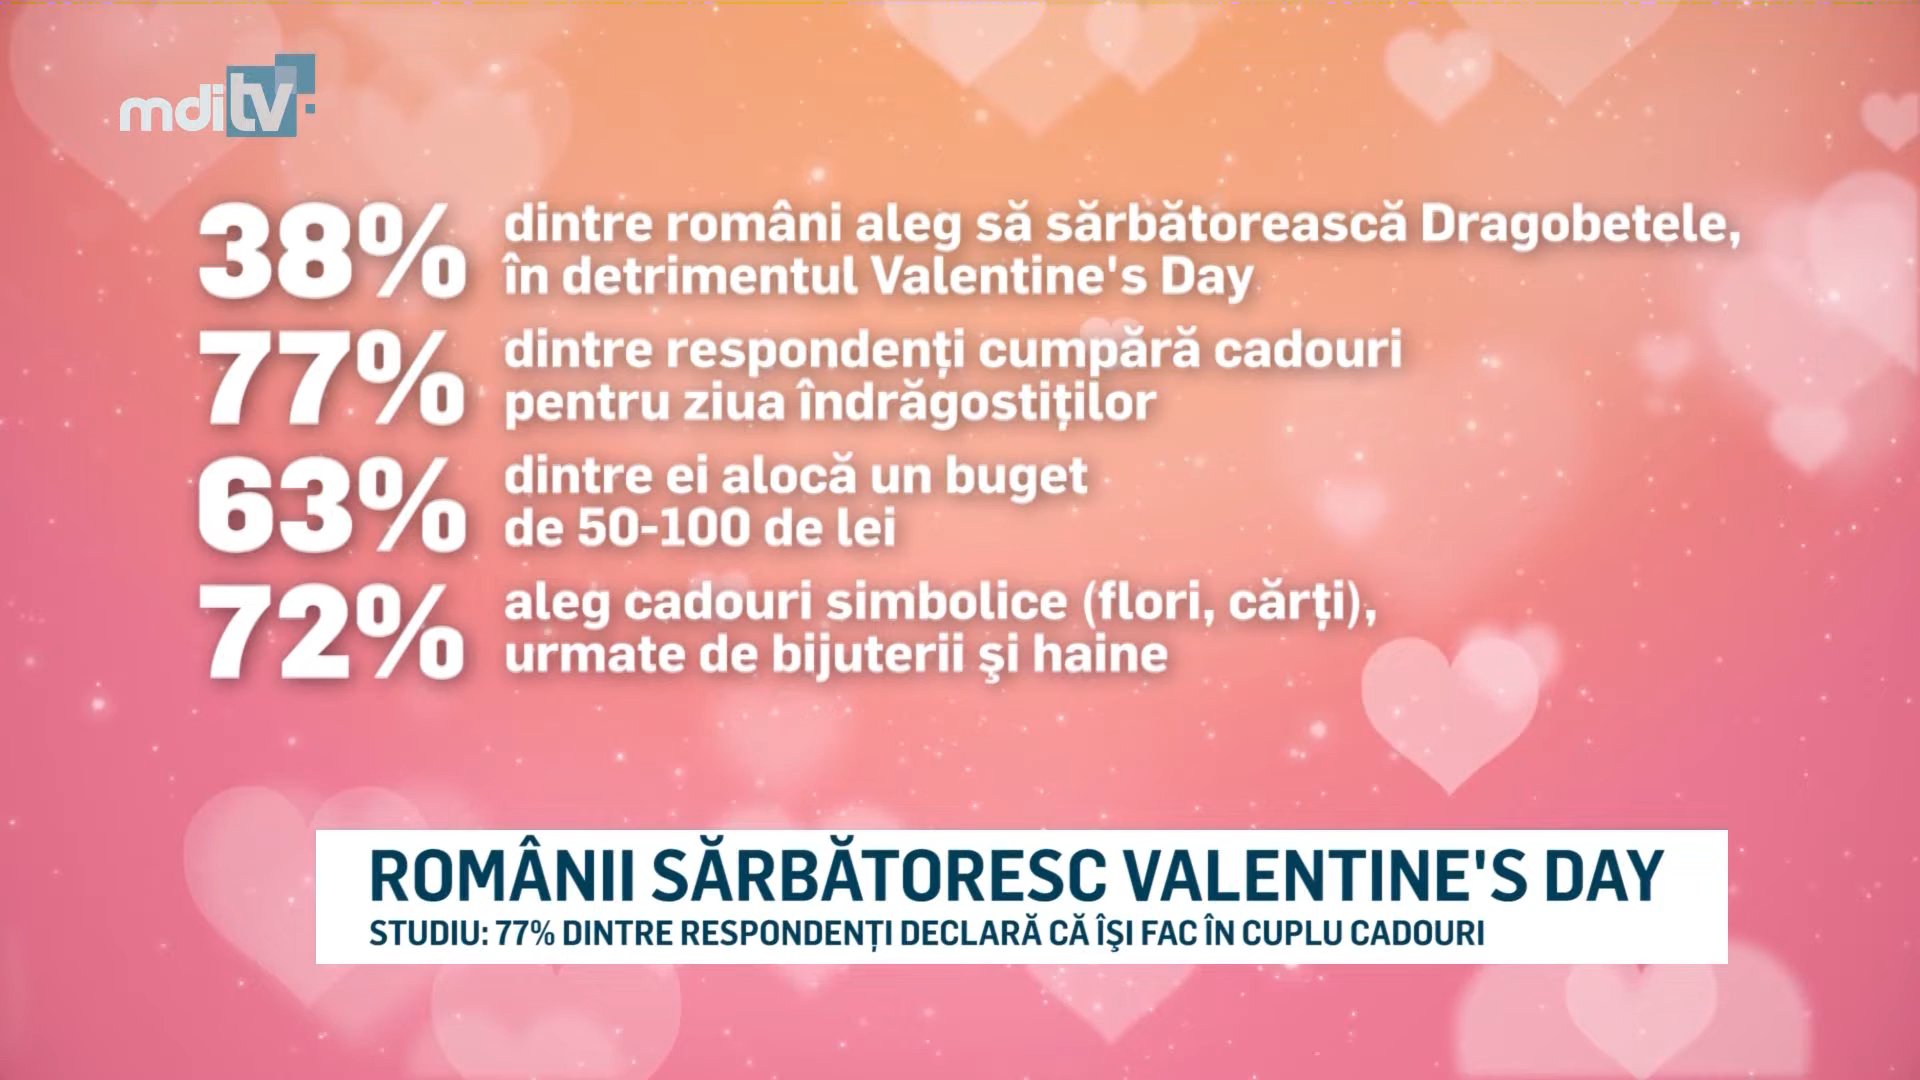 mditv
38% dintre români aleg să sărbătorească Dragobetele,
în detrimentul Valentine's Day
77% dintre respondenți cumpără cadouri
pentru ziua îndrăgostiților
63% dintre ei alocă un buget
de 50-100 de lei
72% aleg cadouri simbolice (flori, cărți),
urmate de bijuterii şi haine
ROMÂNII SĂRBĂTORESC VALENTINE'S DAY
STUDIU: 77% DINTRE RESPONDENȚI DECLARĂ CĂ ÎŞI FAC ÎN CUPLU CADOURI